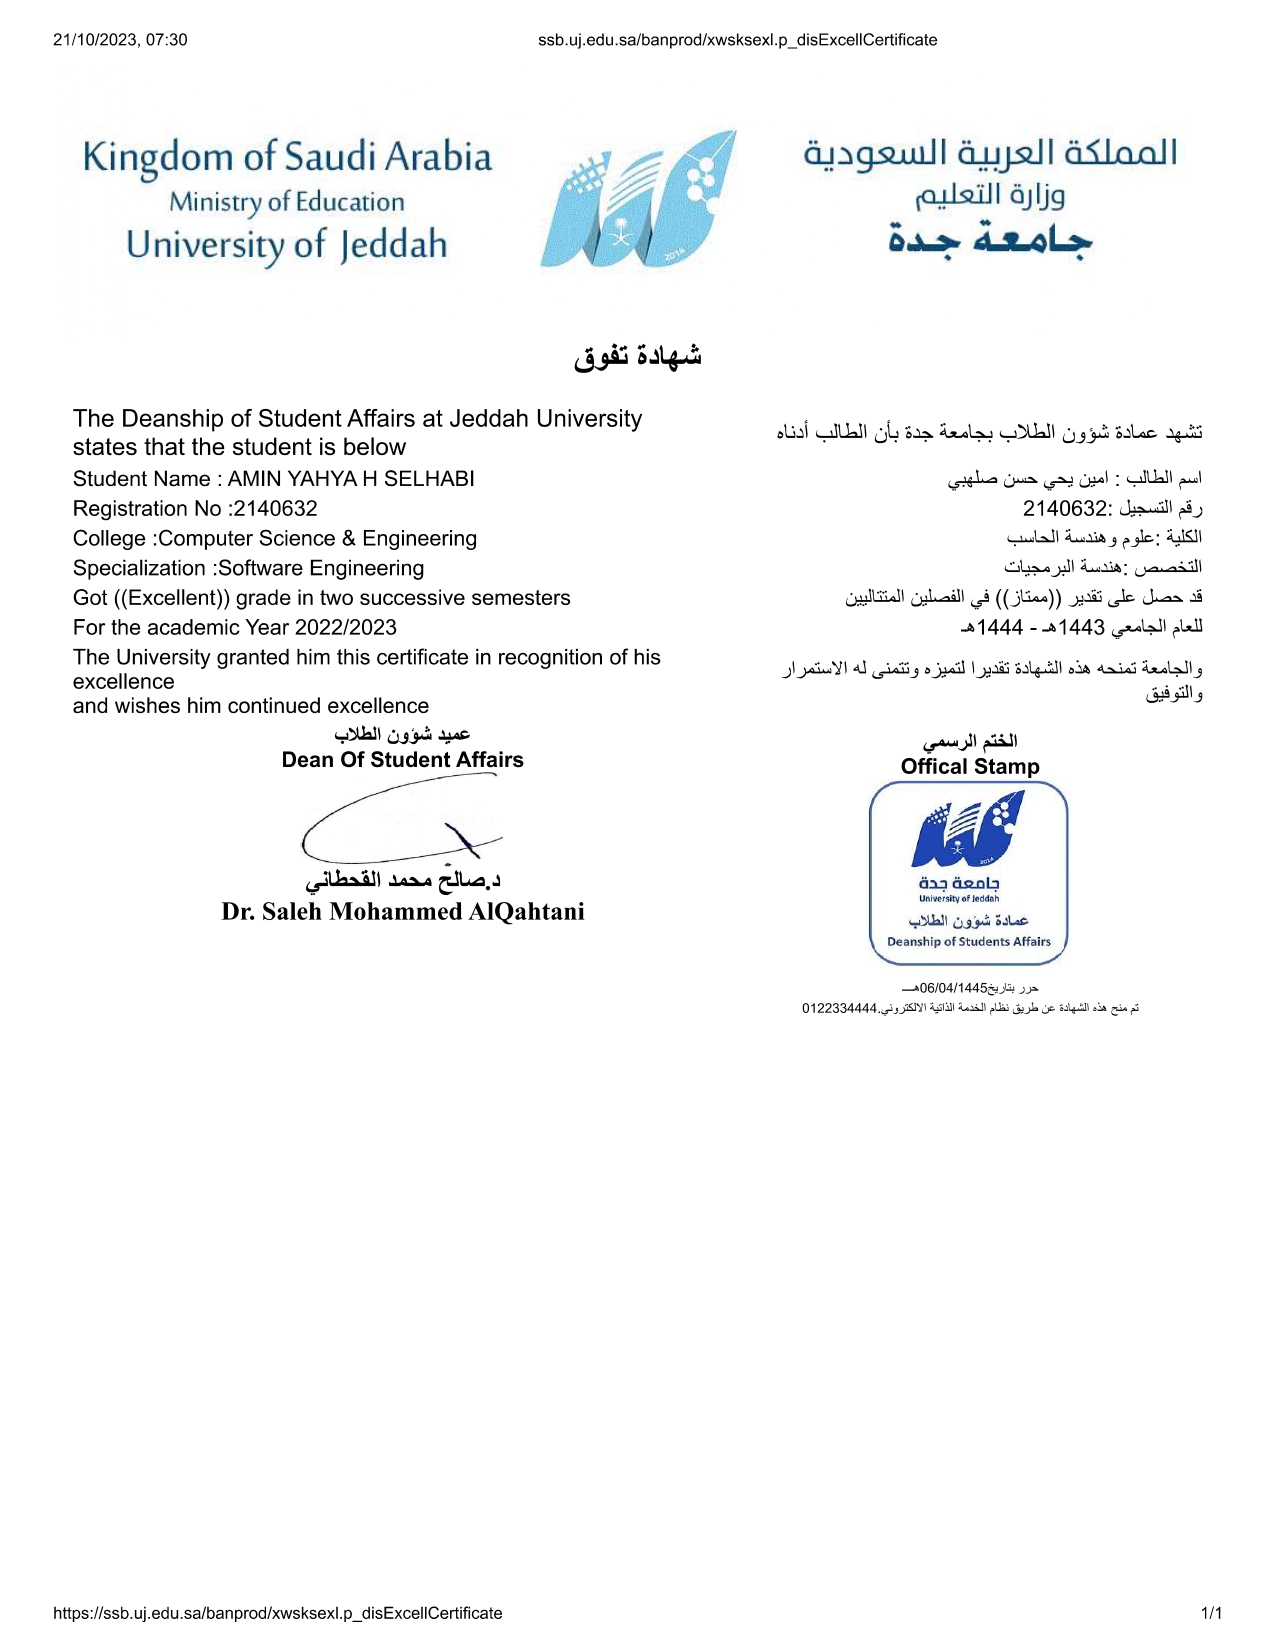 21/10/2023, 07:30
ssb.uj.edu.sa/banprod/xwsksexl.p_disExcellCertificate
Kingdom of Saudi Arabia
Ministry of Education
University of Jeddah
2014
المملكة العربية السعودية
وزارة التعليم
جامعة جدة
شهادة تفوق
The Deanship of Student Affairs at Jeddah University
states that the student is below
Student Name : AMIN YAHYA H SELHABI
Registration No :2140632
College :Computer Science & Engineering
Specialization :Software Engineering
Got ((Excellent)) grade in two successive semesters
For the academic Year 2022/2023
The University granted him this certificate in recognition of his
excellence
and wishes him continued excellence
تشهد عمادة شؤون الطلاب بجامعة جدة بأن الطالب أدناه
اسم الطالب : امين يحي حسن صلهبي
رقم التسجيل :2140632
الكلية :علوم وهندسة الحاسب
التخصص :هندسة البرمجيات
قد حصل على تقدير ((ممتاز)) في الفصلين المتتاليين
للعام الجامعي 1443هـ - 1444هـ
والجامعة تمنحه هذه الشهادة تقديرا لتميزه وتتمنى له الاستمرار
والتوفيق
عميد شؤون الطلاب
Dean Of Student Affairs
د.صالح محمد القحطاني
Dr. Saleh Mohammed AlQahtani
الختم الرسمي
Offical Stamp
2014
جامعة جدة
University of Jeddah
عمادة شؤون الطلاب
Deanship of Students Affairs
حرر بتاريخ06/04/1445هـــ
تم منح هذه الشهادة عن طريق نظام الخدمة الذاتية الالكتروني.0122334444
https://ssb.uj.edu.sa/banprod/xwsksexl.p_disExcellCertificate
1/1